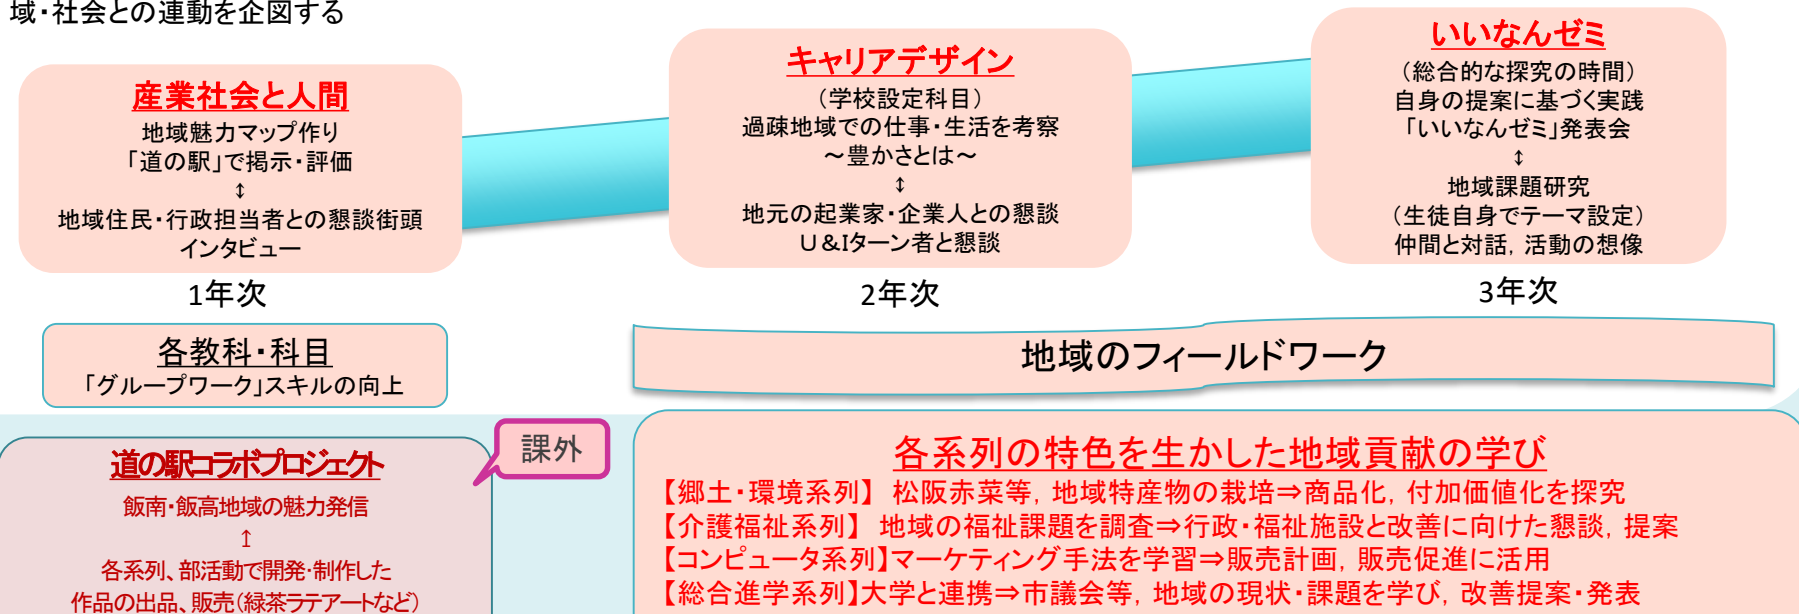 域・社会との連動を企図する
産業社会と人間
地域魅力マップ作り
「道の駅」で掲示・評価
↕
地域住民・行政担当者との懇談街頭
インタビュー
1年次
キャリアデザイン
（学校設定科目）
過疎地域での仕事・生活を考察
～豊かさとは～
↕
地元の起業家・企業人との懇談
U＆Iターン者と懇談
2年次
いいなんゼミ
（総合的な探究の時間）
自身の提案に基づく実践
「いいなんゼミ」発表会
↕
地域課題研究
（生徒自身でテーマ設定）
仲間と対話，活動の想像
3年次
各教科・科目
「グループワーク」スキルの向上
地域のフィールドワーク
道の駅コラボプロジェクト
飯南・飯高地域の魅力発信
↕
各系列、部活動で開発・制作した
作品の出品、販売（緑茶ラテアートなど）
課外
各系列の特色を生かした地域貢献の学び
【郷土・環境系列】 松阪赤菜等，地域特産物の栽培⇒商品化，付加価値化を探究
【介護福祉系列】 地域の福祉課題を調査⇒行政・福祉施設と改善に向けた懇談，提案
【コンピュータ系列】マーケティング手法を学習⇒販売計画，販売促進に活用
【総合進学系列】大学と連携⇒市議会等，地域の現状・課題を学び，改善提案・発表